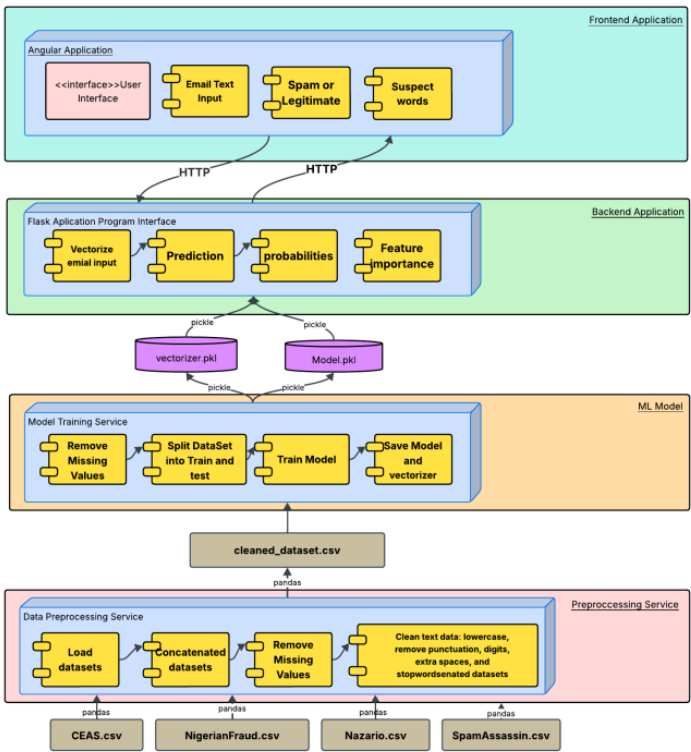 Frontend Application
Angular Application
<<interface>>User
Interface
Email Text
Input
Spam or
Legitimate
Suspect
words
HTTP
HTTP
Backend Application
Flask Aplication Program Interface
Vectorize
emial input
Prediction
probabilities
Feature
importance
pickle
pickle
vectorizer.pkl
Model.pkl
pickle
pickle
ML Model
Model Training Service
Remove
Missing
Values
Split DataSet
into Train and
test
Train Model
Save Model
and
vectorizer
cleaned_dataset.csv
pandas
Preproccessing Service
Data Preprocessing Service
Load
datasets
Concatenated
datasets
Remove
Missing
Values
Clean text data: lowercase,
remove punctuation, digits,
extra spaces, and
stopwordsenated datasets
pandas
pandas
pandas
pandas
CEAS.csv
NigerianFraud.csv
Nazario.csv
SpamAssassin.csv